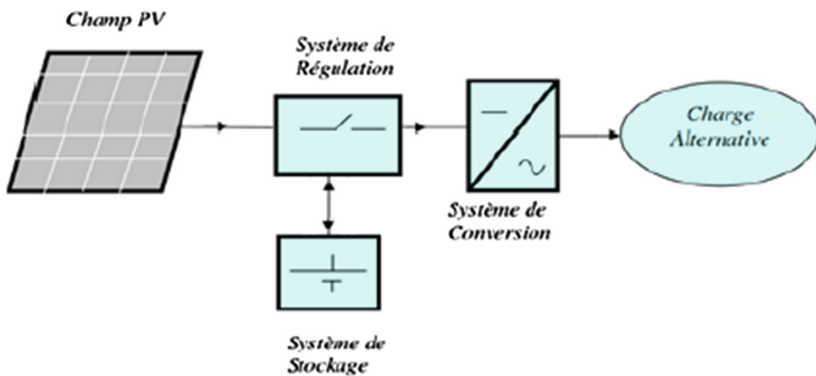 Champ PV
Système de
Régulation
Charge
Alternative
Système de
Conversion
Système de
Stockage